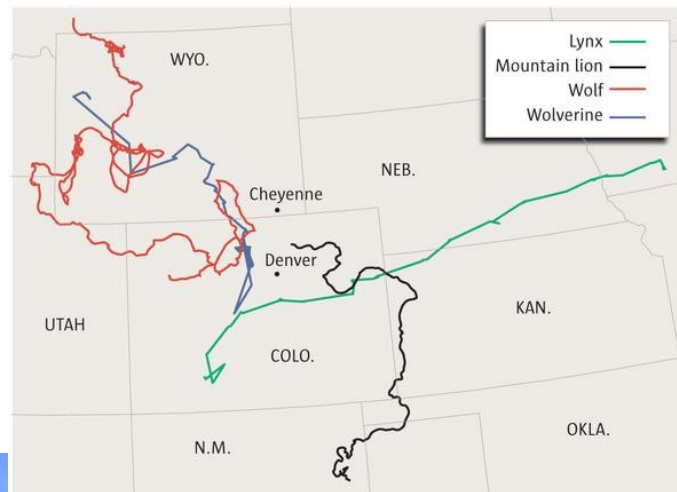 WYO.
Lynx
Mountain lion
Wolf
Wolverine
NEB.
Cheyenne
Denver
UTAH
COLO.
KAN.
N.M.
OKLA.